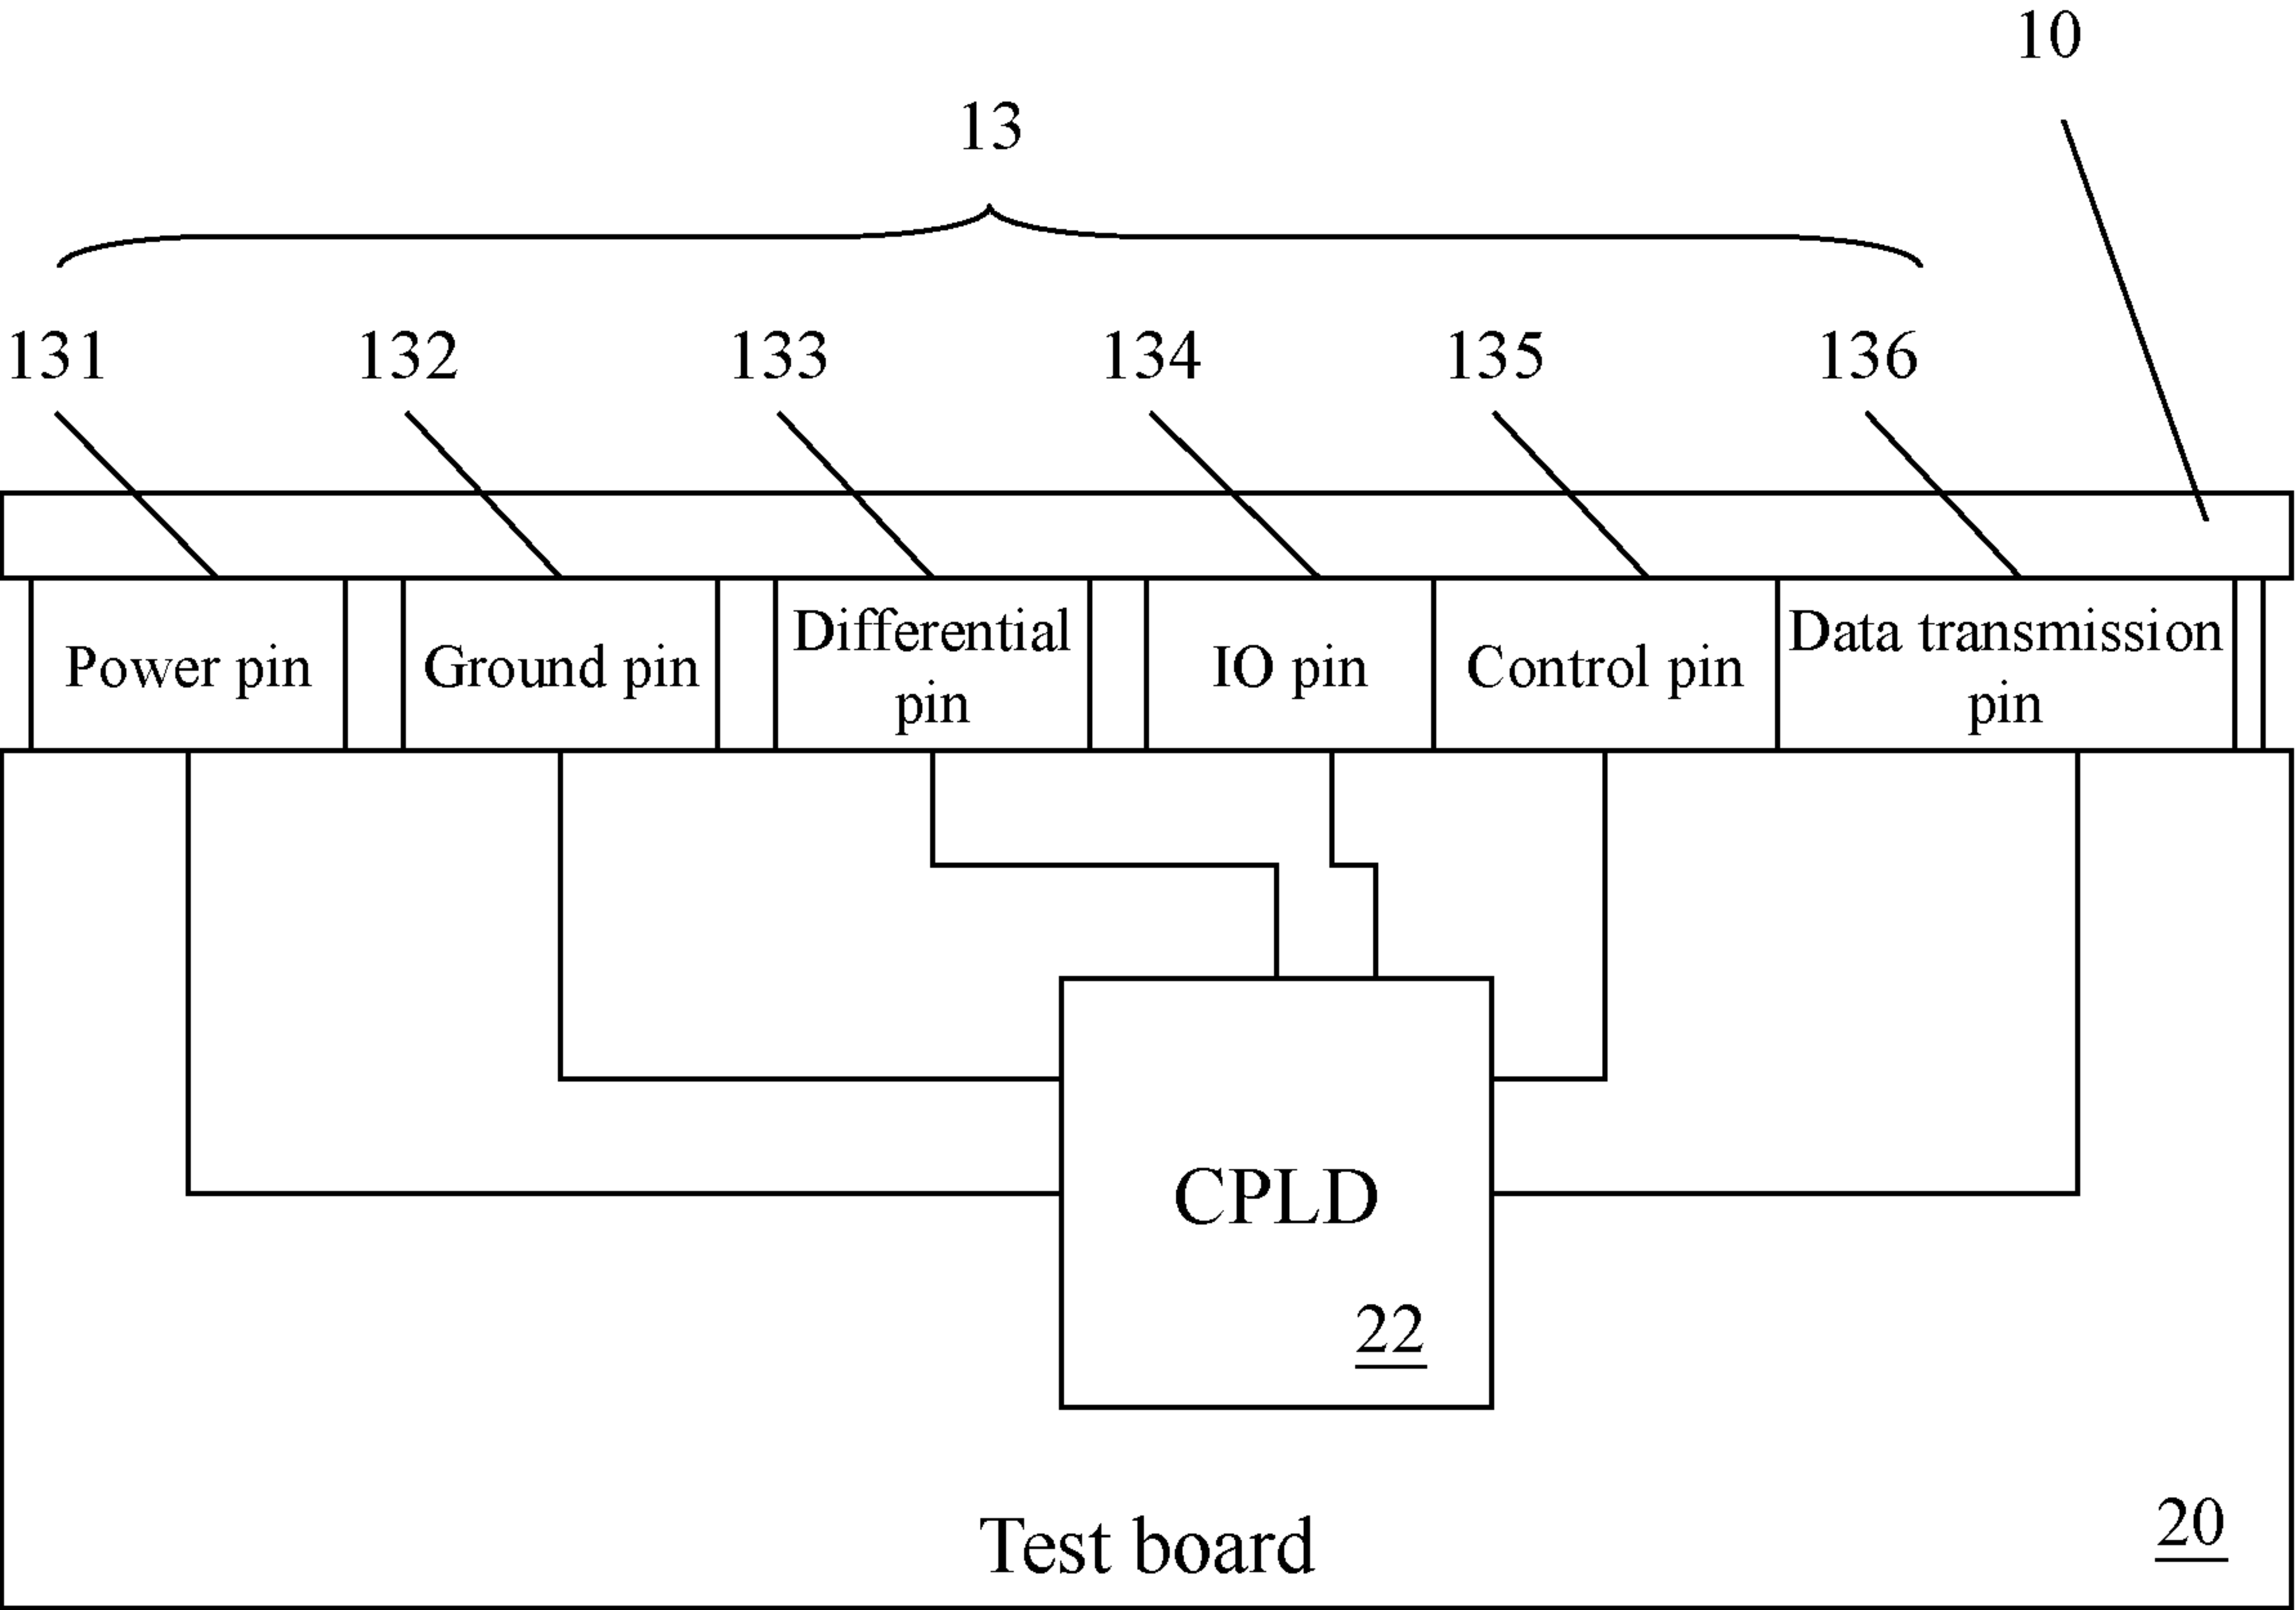 10
13
131 132 133 134 135 136
Power pin
Ground pin
Differential
pin
IO pin
Control pin
Data transmission
pin
CPLD
22
Test board
20